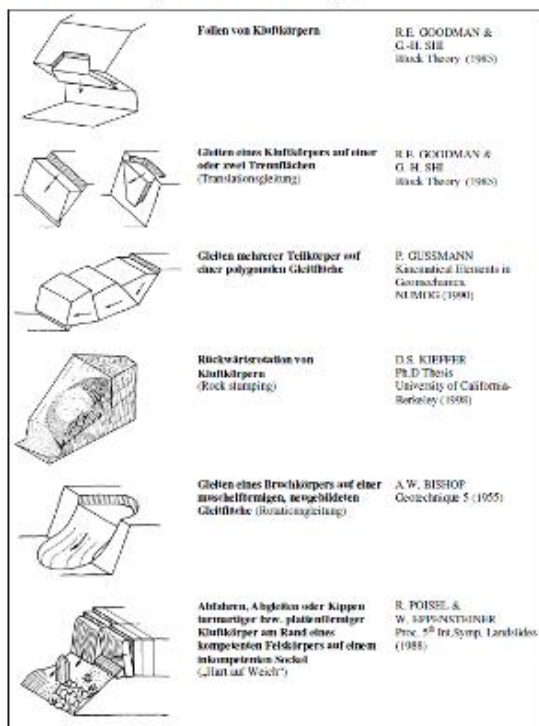 Fallen von Kluftkörpern
R.E. GOODMAN &
G.-H. SHI
Block Theory (1985)
Gleiten eines Kluftkörpers auf einer
oder zwei Trennflächen
(Translationsgleitung)
R.E. GOODMAN &
G. H. SHI
Block Theory (1985)
Gleiten mehrerer Teilkörper auf
einer polygonalen Gleitfläche
P. GUSSMANN
Kinematical Elements in
Geomechanics,
NUMOG (1990)
Rückwärtsrotation von
Kluftkörpern
(Rock slumping)
D.S. KIEFFER
Ph.D Thesis
University of California-
Berkeley (1998)
Gleiten eines Bruchkörpers auf einer
muschelförmigen, neugebildeten
Gleitfläche (Rotationsgleitung)
A.W. BISHOP
Geotechnique 5 (1955)
Abfahren, Abgleiten oder Kippen
turmartiger bzw. plattenförmiger
Kluftkörper am Rand eines
kompetenten Felskörpers auf einem
inkompetenten Sockel
(„Hart auf Weich“)
R. POISEL &
W. EPPENSTEINER
Proc. 5th Int.Symp. Landslides
(1988)